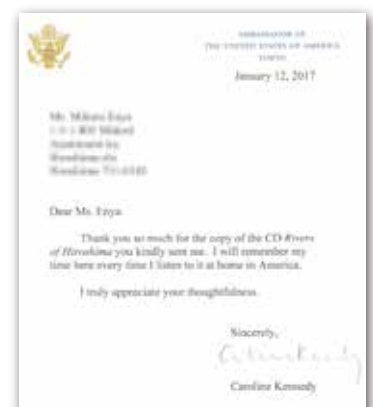 AMBASSADOR OF
THE UNITED STATES OF AMERICA
TOKYO
January 12, 2017
Dear Mr. Enya:
Thank you so much for the copy of the CD Rivers
of Hiroshima you kindly sent me. I will remember my
time here every time I listen to it at home in America.
I truly appreciate your thoughtfulness.
Sincerely,
Caroline Kennedy